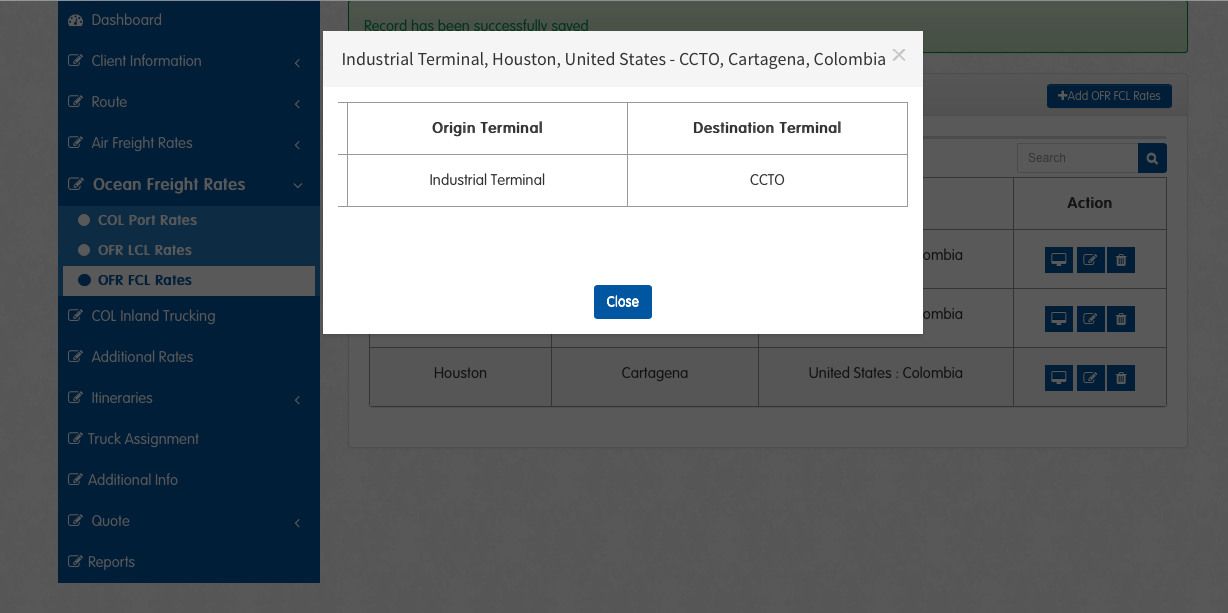 Dashboard
Client Information
Route
Air Freight Rates
Ocean Freight Rates
COL Port Rates
OFR LCL Rates
OFR FCL Rates
COL Inland Trucking
Additional Rates
Itineraries
Truck Assignment
Additional Info
Quote
Reports
Record has been successfully saved
Industrial Terminal, Houston, United States - CCTO, Cartagena, Colombia ×
Origin Terminal Destination Terminal
Industrial Terminal CCTO
Close
+Add OFR FCL Rates
Search
Action
ombia
ombia
Houston Cartagena United States : Colombia